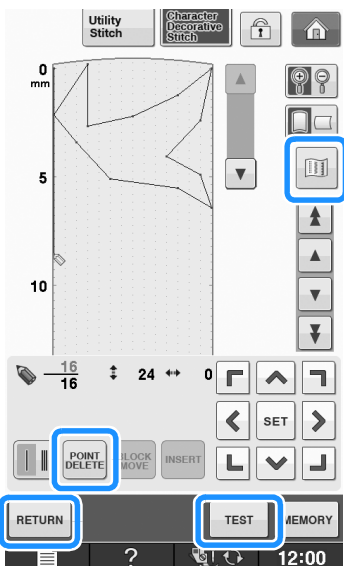 Utility
Stitch
Character
Decorative
Stitch
0
mm
5
10
16
16
24
0
SET
POINT
DELETE
BLOCK
MOVE
INSERT
RETURN
TEST
MEMORY
?
12:00